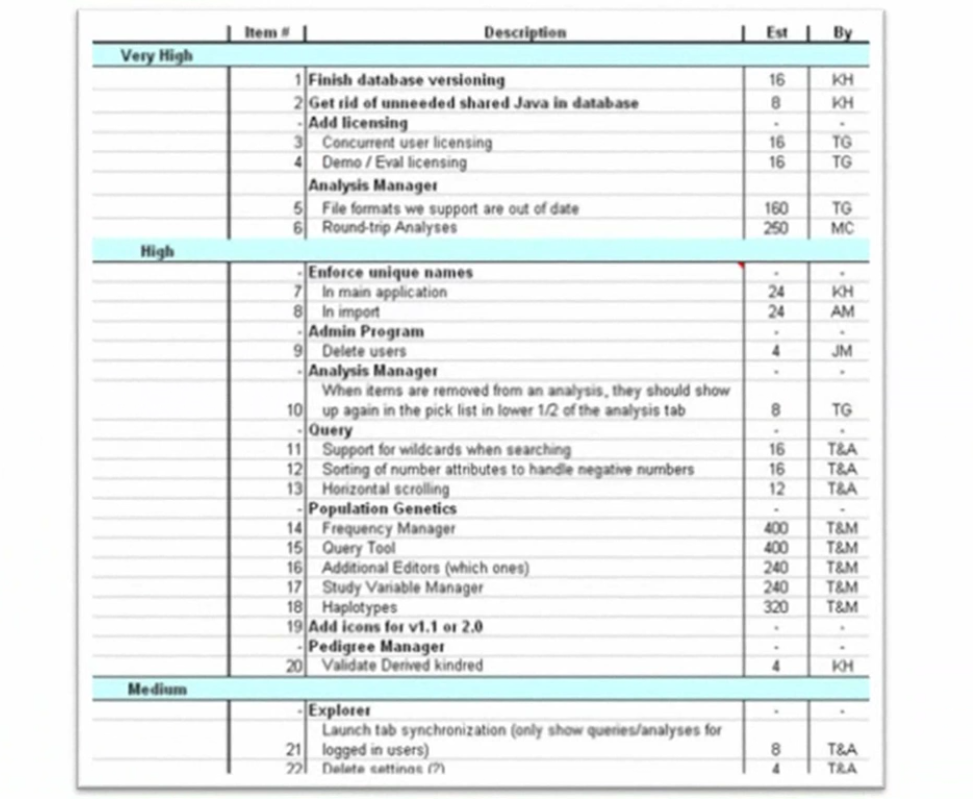 Item # Description Est By
Very High
1 Finish database versioning 16 KH
2 Get rid of unneeded shared Java in database 8 KH
- Add licensing - -
3 Concurrent user licensing 16 TG
4 Demo / Eval licensing 16 TG
Analysis Manager
5 File formats we support are out of date 160 TG
6 Round-trip Analyses 250 MC
High
- Enforce unique names - -
7 In main application 24 KH
8 In import 24 AM
- Admin Program - -
9 Delete users 4 JM
- Analysis Manager - -
When items are removed from an analysis, they should show
10 up again in the pick list in lower 1/2 of the analysis tab 8 TG
- Query - -
11 Support for wildcards when searching 16 T&A
12 Sorting of number attributes to handle negative numbers 16 T&A
13 Horizontal scrolling 12 T&A
- Population Genetics - -
14 Frequency Manager 400 T&M
15 Query Tool 400 T&M
16 Additional Editors (which ones) 240 T&M
17 Study Variable Manager 240 T&M
18 Haplotypes 320 T&M
19 Add icons for v1.1 or 2.0 - -
- Pedigree Manager - -
20 Validate Derived kindred 4 KH
Medium
- Explorer - -
Launch tab synchronization (only show queries/analyses for
21 logged in users) 8 T&A
22 Delete settings (?) 4 T&A